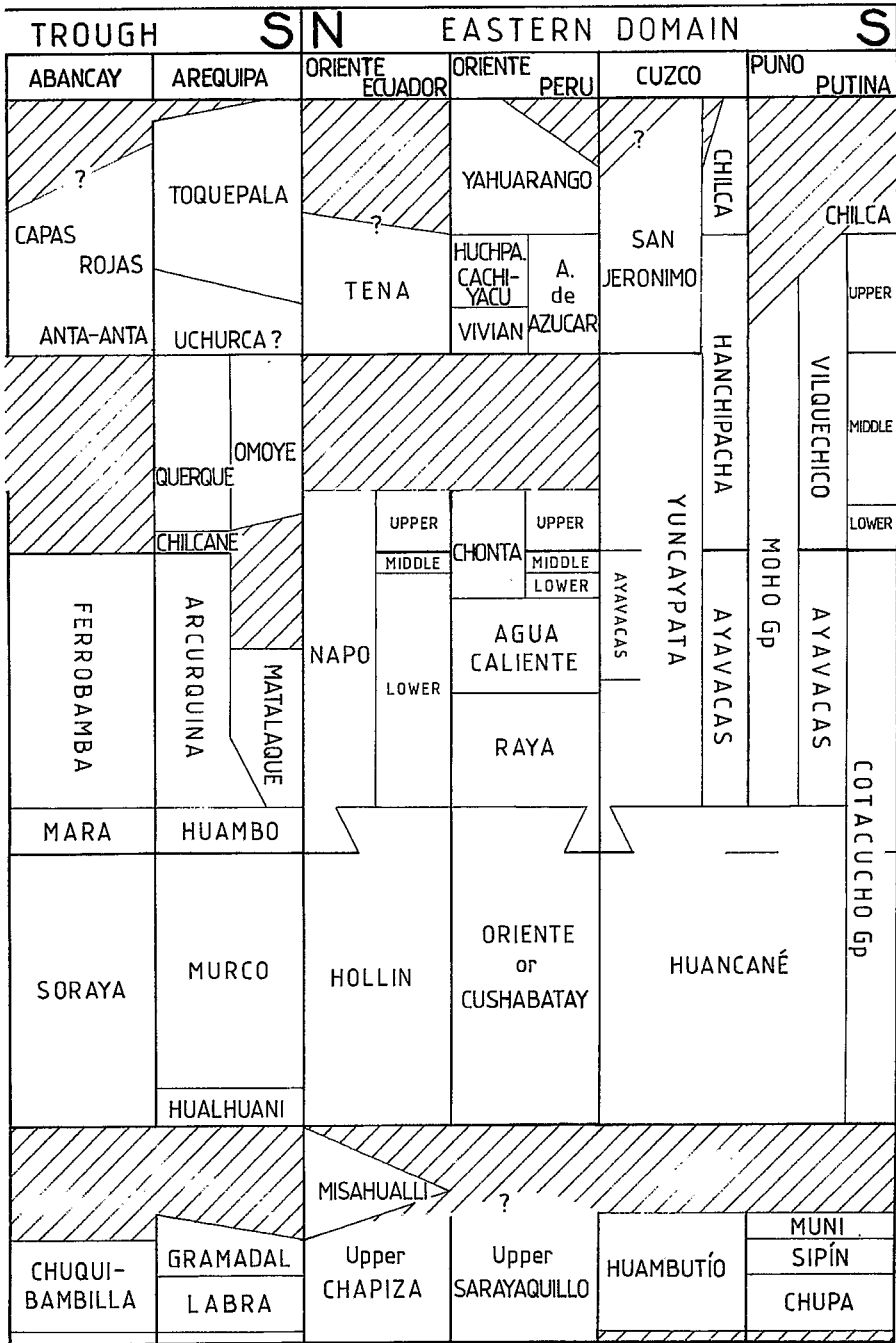 TROUGH S N EASTERN DOMAIN S
ABANCAY
AREQUIPA
ORIENTE
ECUADOR
ORIENTE
PERU
CUZCO
PUNO
PUTINA
?
CAPAS
ROJAS
ANTA-ANTA
FERROBAMBA
MARA
SORAYA
CHUQUI-
BAMBILLA
TOQUEPALA
UCHURCA ?
QUERQUE
OMOYE
CHILCANE
ARCURQUINA
MATALAQUE
HUAMBO
MURCO
HUALHUANI
GRAMADAL
LABRA
?
TENA
NAPO
UPPER
MIDDLE
LOWER
HOLLIN
MISAHUALLI
Upper
CHAPIZA
YAHUARANGO
HUCHPA.
CACHI-
YACU
VIVIAN
A.
de
AZUCAR
CHONTA
UPPER
MIDDLE
LOWER
AGUA
CALIENTE
RAYA
ORIENTE
or
CUSHABATAY
?
Upper
SARAYAQUILLO
?
SAN
JERONIMO
CHILCA
HANCHIPACHA
YUNCAYPATA
AYAVACAS
AYAVACAS
HUANCANÉ
HUAMBUTÍO
CHILCA
UPPER
MIDDLE
LOWER
VILQUECHICO
MOHO Gp
AYAVACAS
COTACUCHO Gp
MUNI
SIPÍN
CHUPA